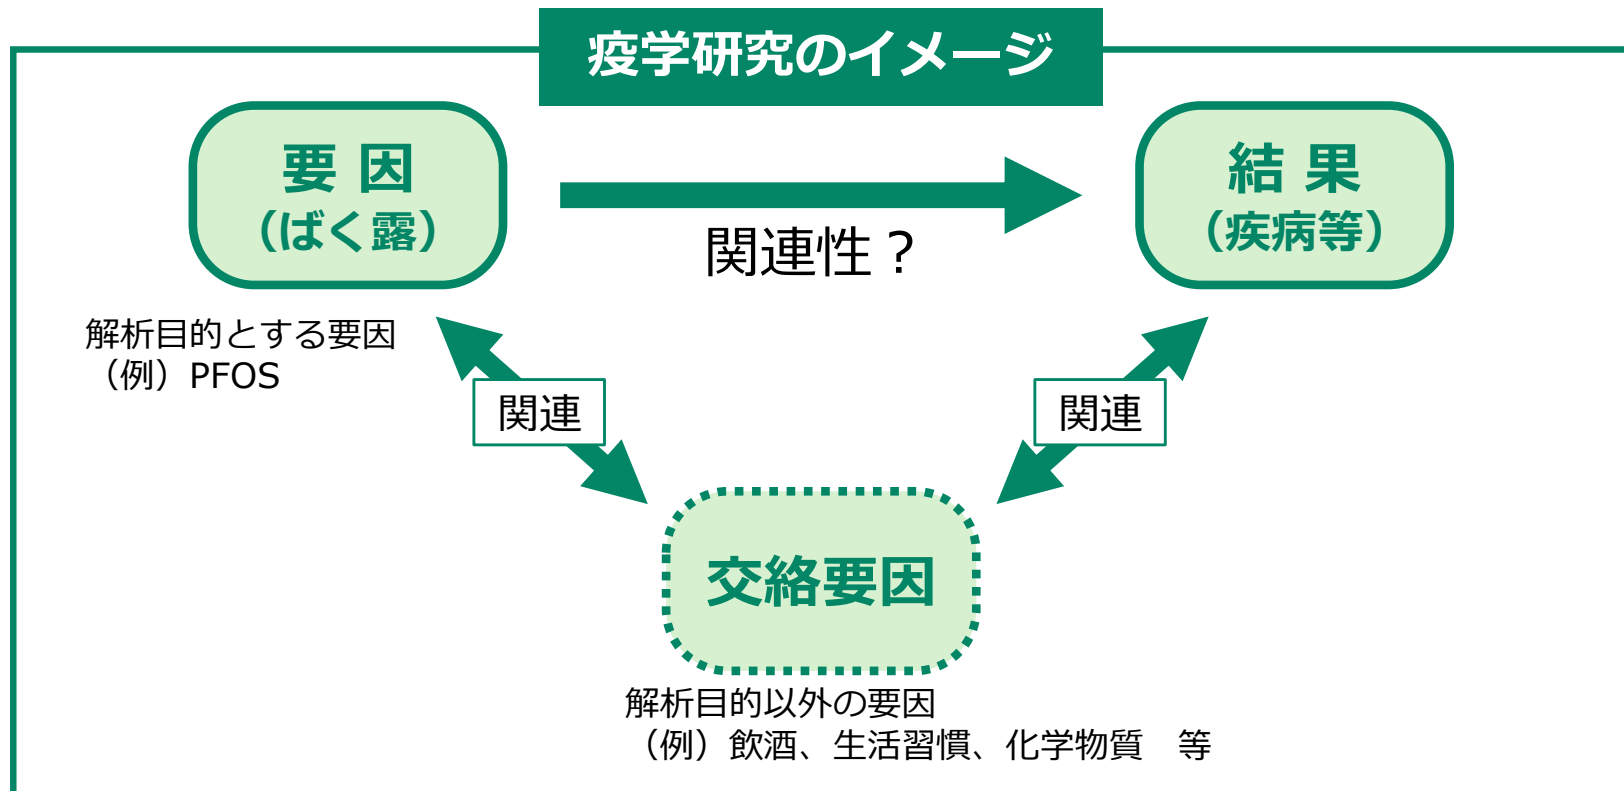 疫学研究のイメージ
要 因
（ばく露）
関連性？
結 果
（疾病等）
解析目的とする要因
（例）PFOS
関連
関連
交絡要因
解析目的以外の要因
（例）飲酒、生活習慣、化学物質　等